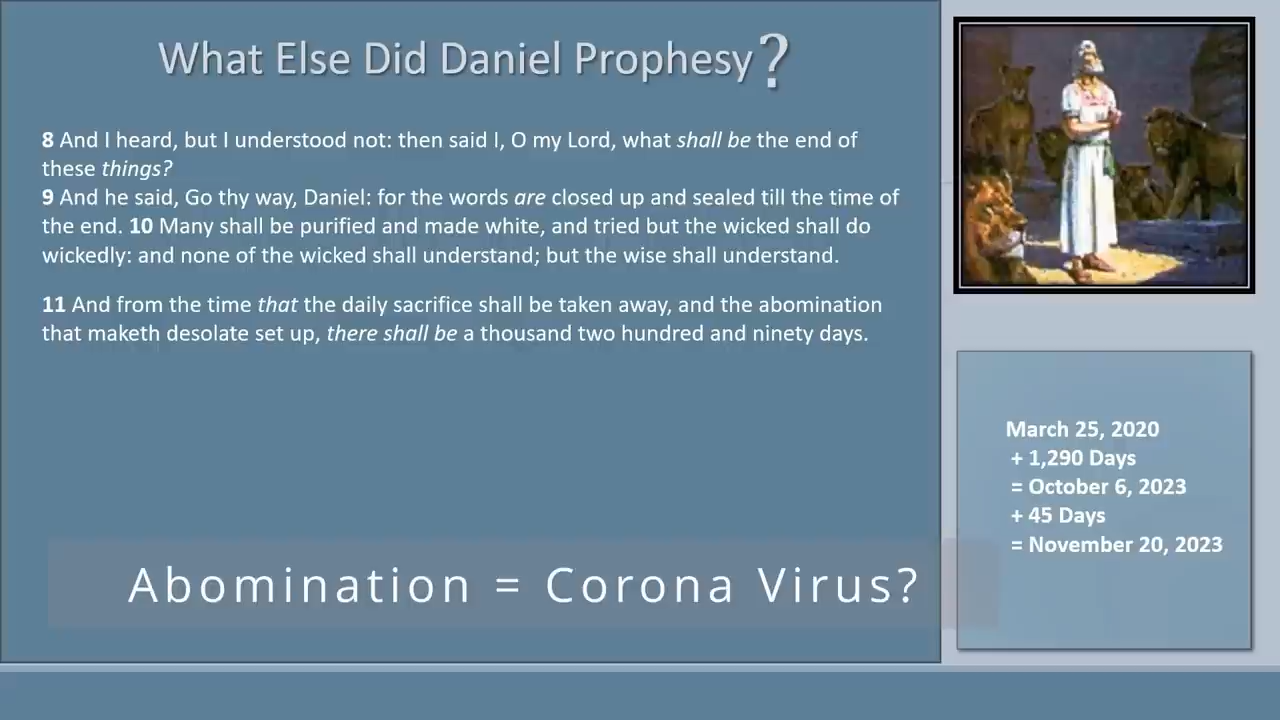 What Else Did Daniel Prophesy?
8 And I heard, but I understood not: then said I, O my Lord, what shall be the end of
these things?
9 And he said, Go thy way, Daniel: for the words are closed up and sealed till the time of
the end. 10 Many shall be purified and made white, and tried but the wicked shall do
wickedly: and none of the wicked shall understand; but the wise shall understand.
11 And from the time that the daily sacrifice shall be taken away, and the abomination
that maketh desolate set up, there shall be a thousand two hundred and ninety days.
Abomination = Corona Virus?
March 25, 2020
+ 1,290 Days
= October 6, 2023
+ 45 Days
= November 20, 2023